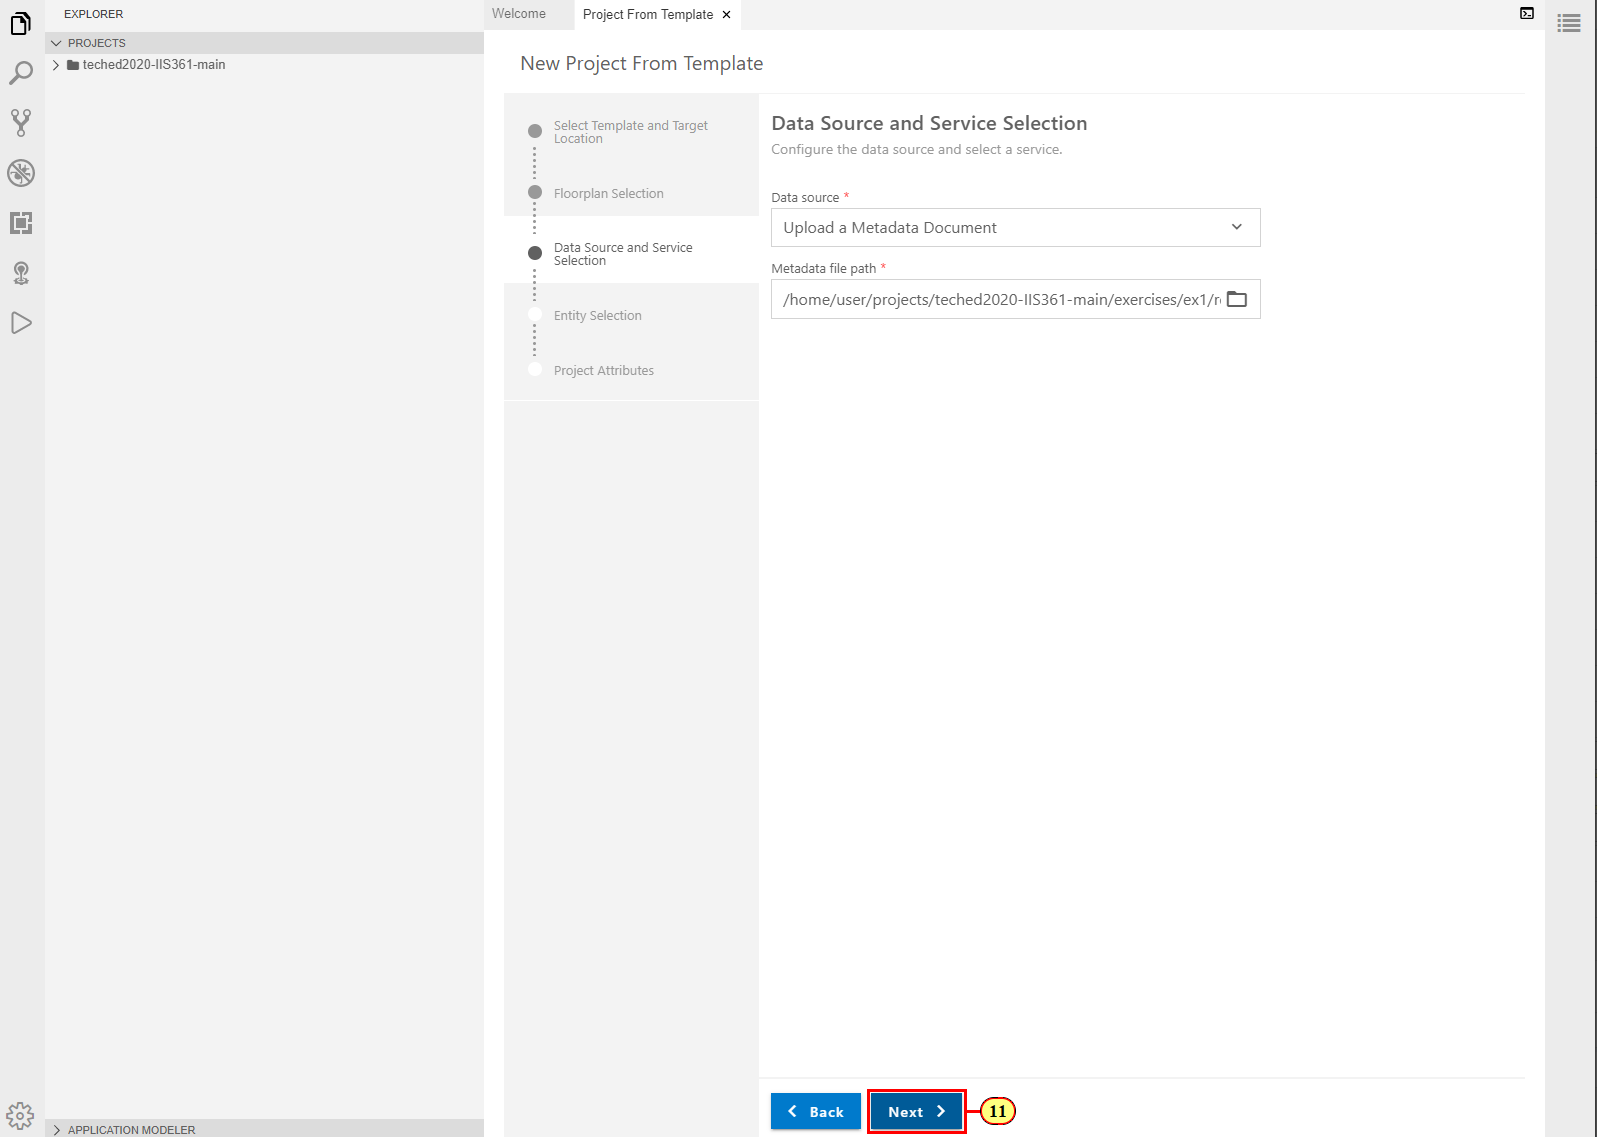 EXPLORER
PROJECTS
teched2020-IIS361-main
APPLICATION MODELER
Welcome
Project From Template
New Project From Template
Select Template and Target
Location
Floorplan Selection
Data Source and Service
Selection
Entity Selection
Project Attributes
Data Source and Service Selection
Configure the data source and select a service.
Data source *
Upload a Metadata Document
Metadata file path *
/home/user/projects/teched2020-IIS361-main/exercises/ex1/r
Back
Next
11